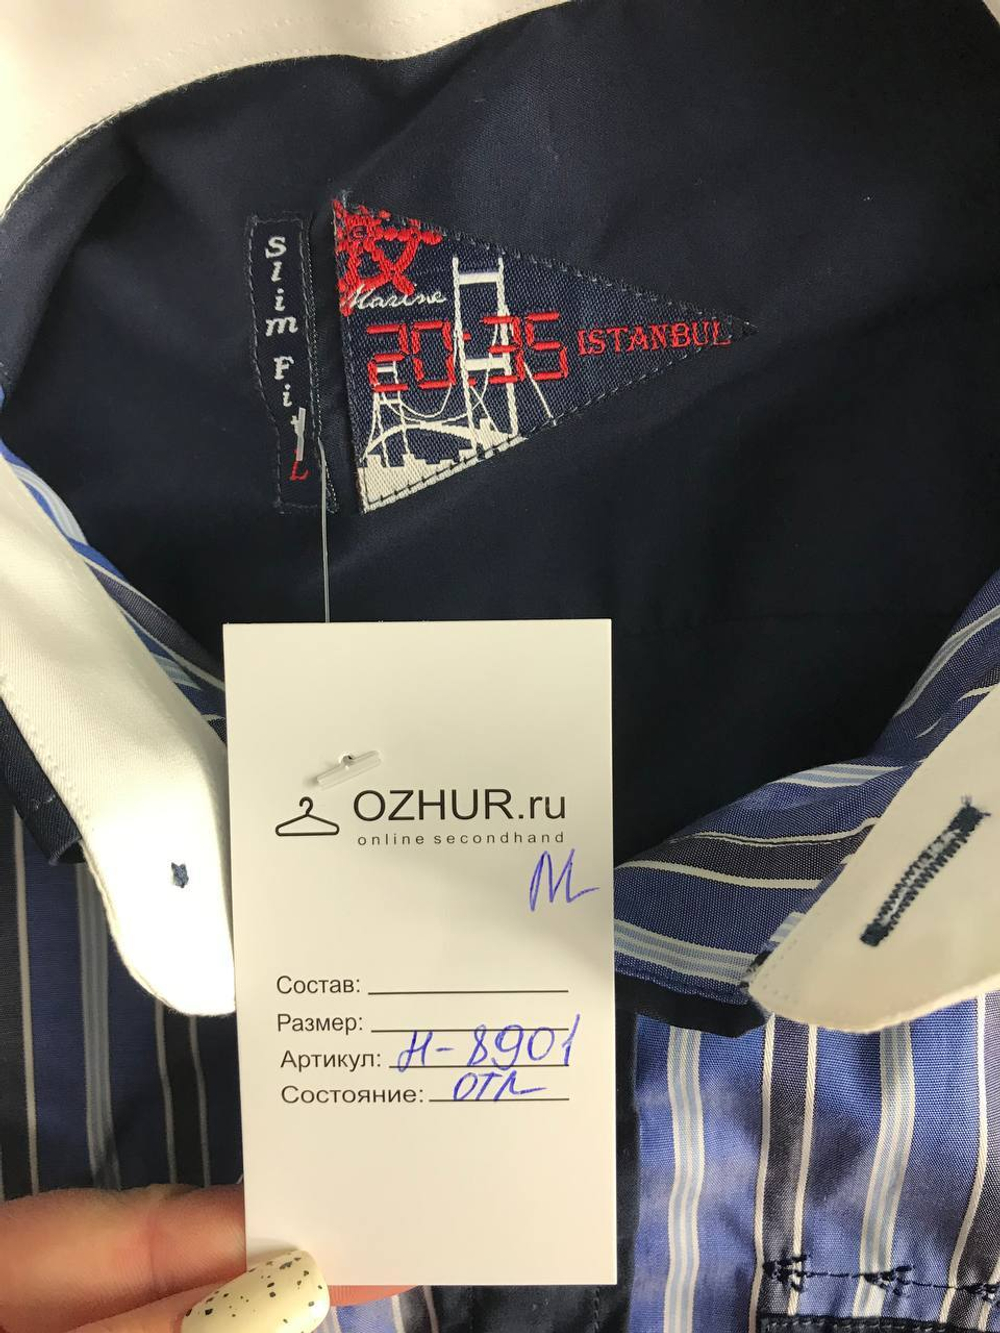 Slim Fit
L
Marine
20:35 ISTANBUL
OZHUR.ru
online secondhand
М
Состав:
Размер:
Артикул: Н-8901
Состояние: отл